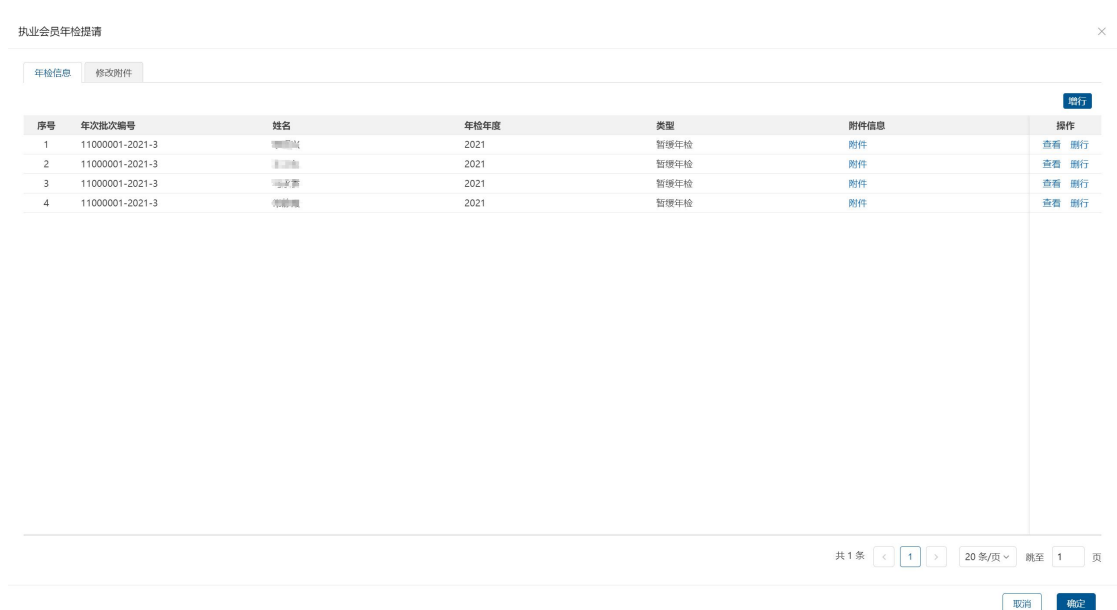 执业会员年检提请
年检信息 修改附件
增行
序号 年次批次编号 姓名 年检年度 类型 附件信息 操作
1 11000001-2021-3 2021 暂缓年检 附件 查看 删行
2 11000001-2021-3 2021 暂缓年检 附件 查看 删行
3 11000001-2021-3 2021 暂缓年检 附件 查看 删行
4 11000001-2021-3 2021 暂缓年检 附件 查看 删行
共 1 条 < 1 > 20 条/页 跳至 1 页
取消 确定